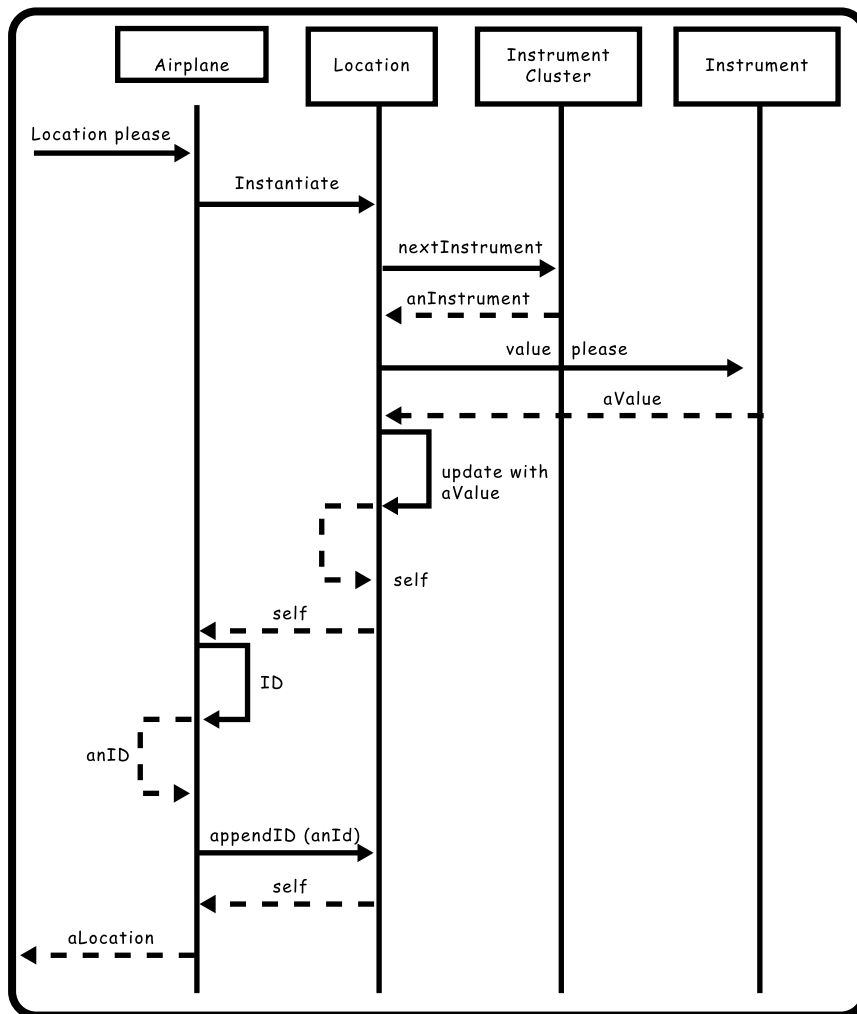 Airplane
Location
Instrument
Cluster
Instrument
Location please
Instantiate
nextInstrument
anInstrument
value please
aValue
update with
aValue
self
self
ID
anID
appendID (anId)
self
aLocation